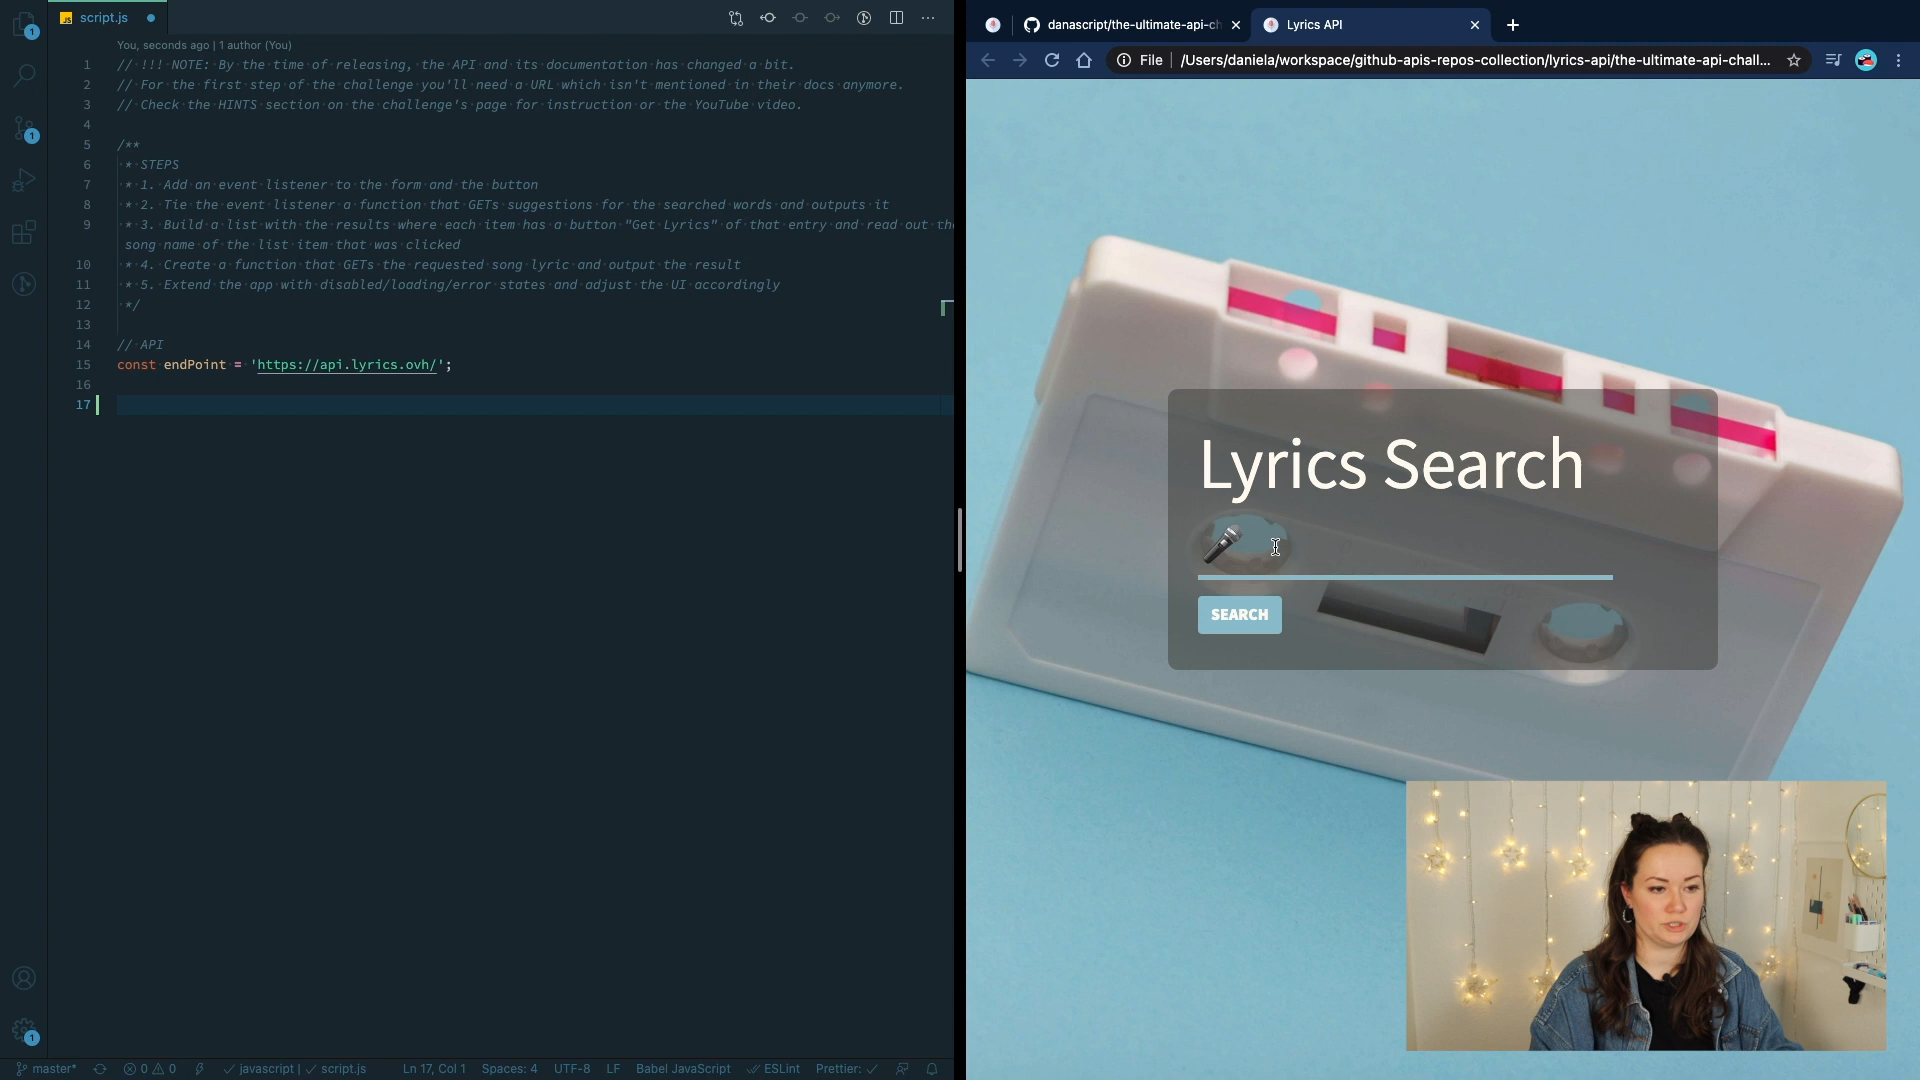 script.js
You, seconds ago | 1 author (You)
1 // !!! NOTE: By the time of releasing, the API and its documentation has changed a bit.
2 // For the first step of the challenge you'll need a URL which isn't mentioned in their docs anymore.
3 // Check the HINTS section on the challenge's page for instruction or the YouTube video.
4
5 /**
6 * STEPS
7 * 1. Add an event listener to the form and the button
8 * 2. Tie the event listener a function that GETs suggestions for the searched words and outputs it
9 * 3. Build a list with the results where each item has a button "Get Lyrics" of that entry and read out the
song name of the list item that was clicked
10 * 4. Create a function that GETs the requested song lyric and output the result
11 * 5. Extend the app with disabled/loading/error states and adjust the UI accordingly
12 */
13
14 // API
15 const endPoint = 'https://api.lyrics.ovh/';
16
17
1
1
1
master* 0 0 javascript | script.js Ln 17, Col 1 Spaces: 4 UTF-8 LF Babel JavaScript ESLint Prettier:
danascript/the-ultimate-api-ch
Lyrics API
File /Users/daniela/workspace/github-apis-repos-collection/lyrics-api/the-ultimate-api-chall...
Lyrics Search
SEARCH